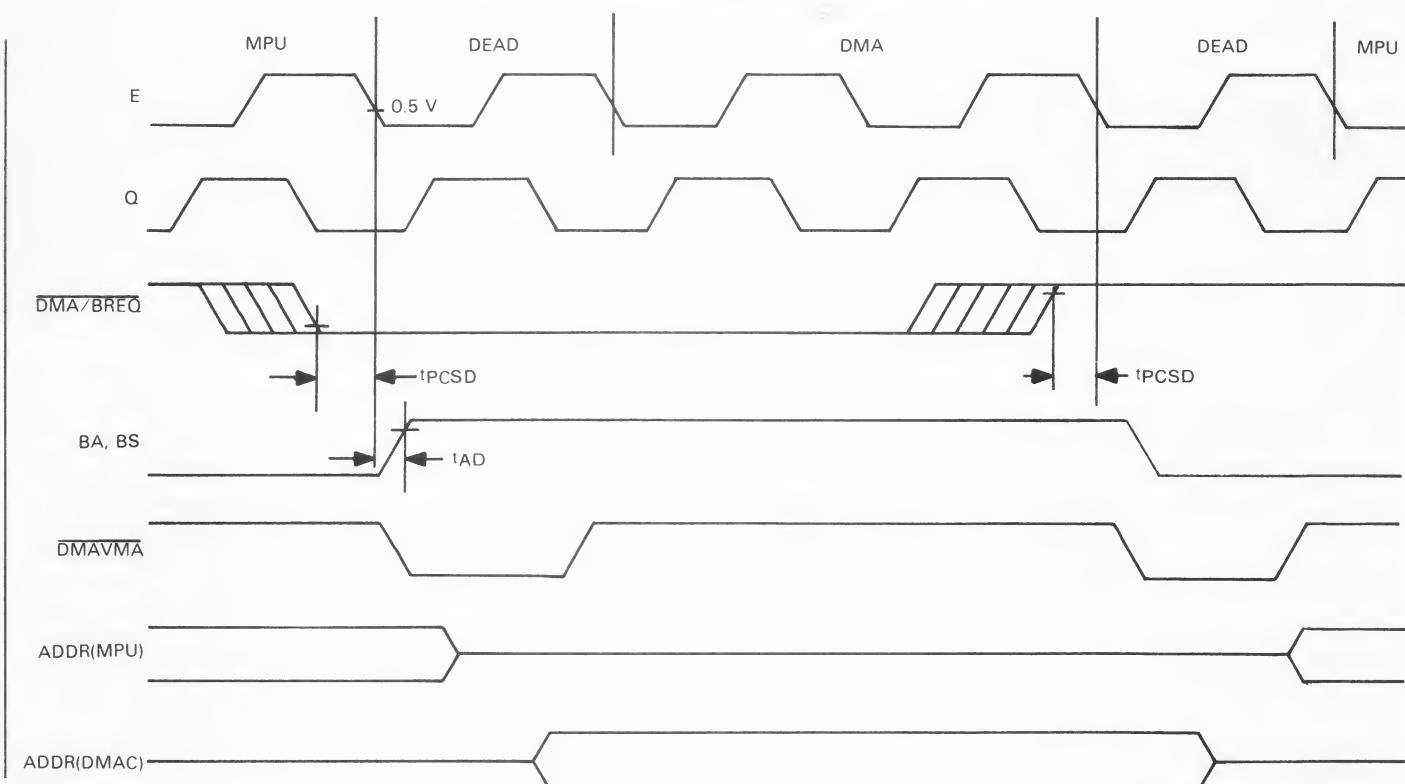 MPU DEAD DMA DEAD MPU
E
0.5 V
Q
DMA/BREQ
tPCSD tPCSD
BA, BS
tAD
DMAVMA
ADDR(MPU)
ADDR(DMAC)